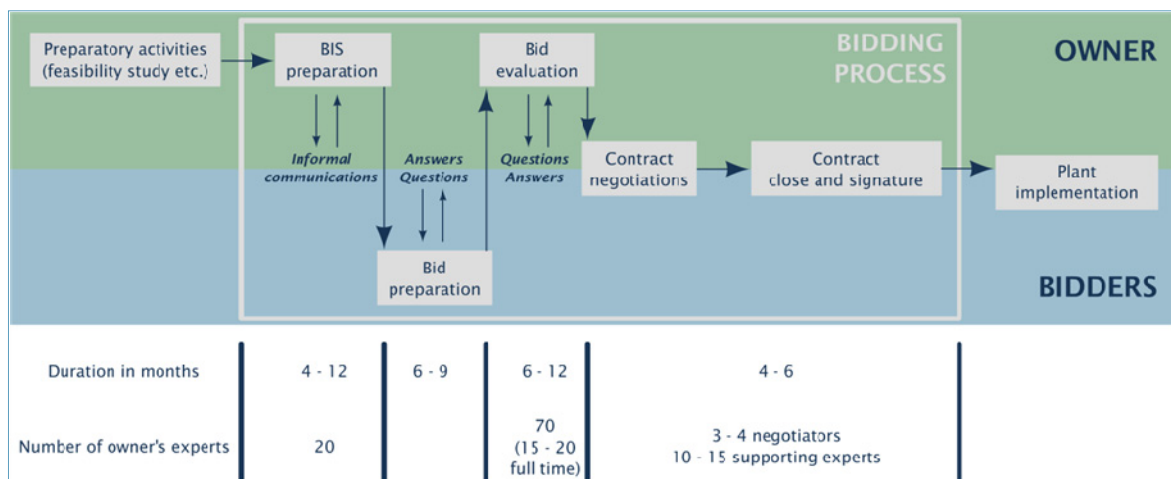 BIDDING
PROCESS
OWNER
Preparatory activities
(feasibility study etc.)
BIS
preparation
Bid
evaluation
Informal
communications
Answers
Questions
Questions
Answers
Contract
negotiations
Contract
close and signature
Plant
implementation
Bid
preparation
BIDDERS
Duration in months
4 - 12
6 - 9
6 - 12
4 - 6
Number of owner's experts
20
70
(15 - 20
full time)
3 - 4 negotiators
10 - 15 supporting experts